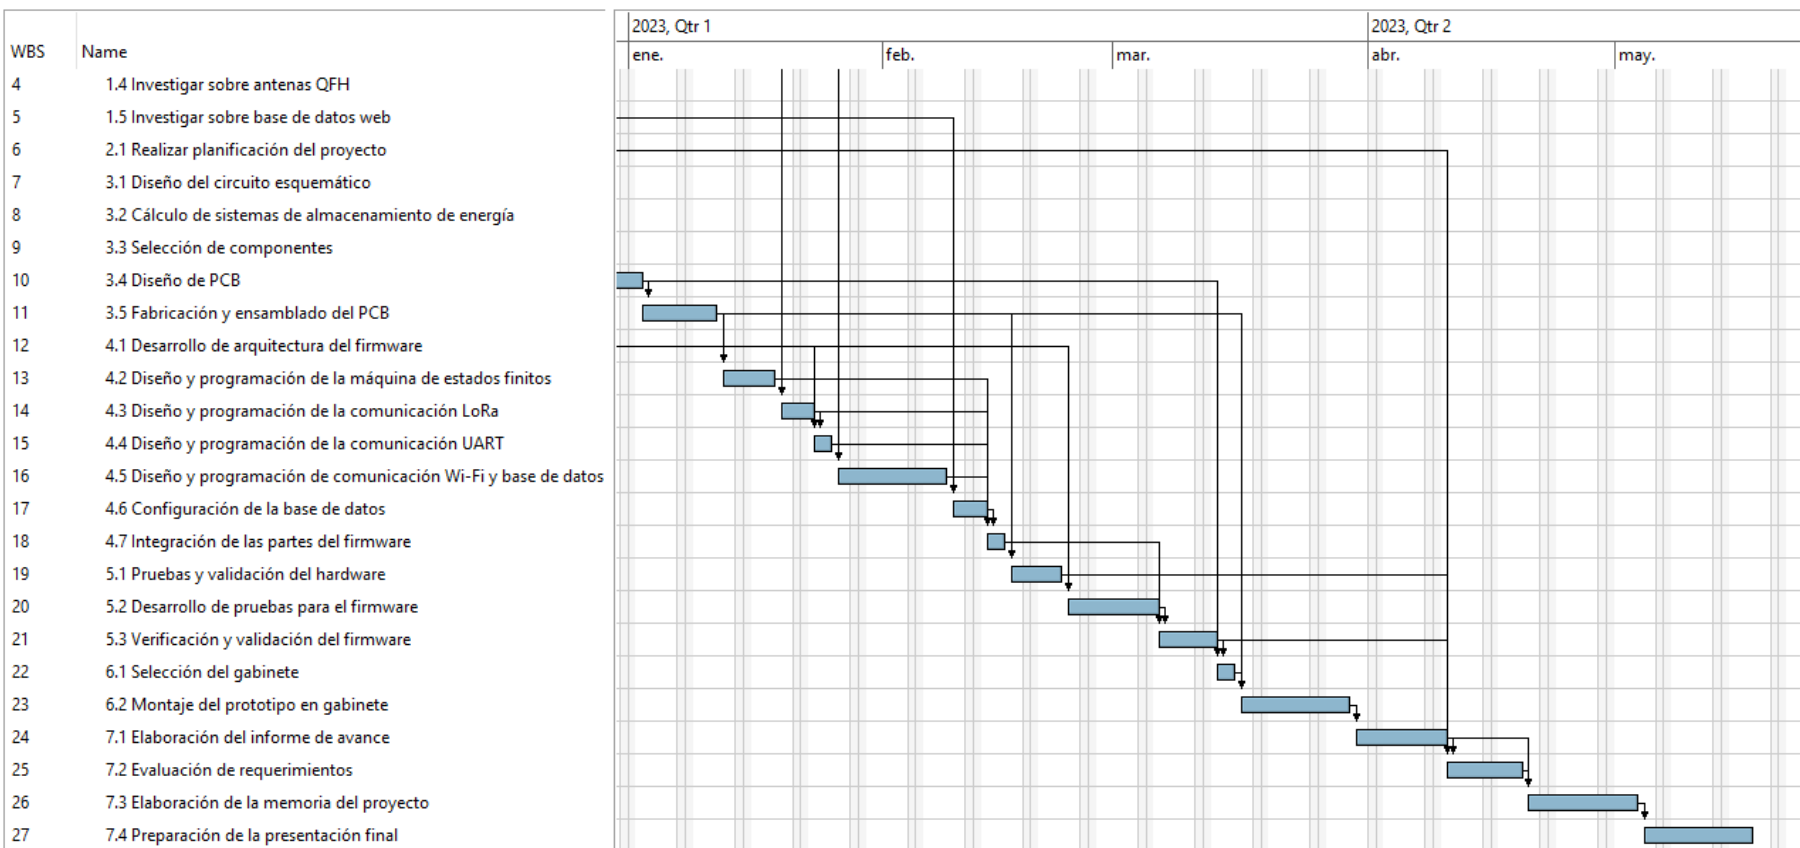 2023, Qtr 1 2023, Qtr 2
WBS Name ene. feb. mar. abr. may.
4 1.4 Investigar sobre antenas QFH
5 1.5 Investigar sobre base de datos web
6 2.1 Realizar planificación del proyecto
7 3.1 Diseño del circuito esquemático
8 3.2 Cálculo de sistemas de almacenamiento de energía
9 3.3 Selección de componentes
10 3.4 Diseño de PCB
11 3.5 Fabricación y ensamblado del PCB
12 4.1 Desarrollo de arquitectura del firmware
13 4.2 Diseño y programación de la máquina de estados finitos
14 4.3 Diseño y programación de la comunicación LoRa
15 4.4 Diseño y programación de la comunicación UART
16 4.5 Diseño y programación de comunicación Wi-Fi y base de datos
17 4.6 Configuración de la base de datos
18 4.7 Integración de las partes del firmware
19 5.1 Pruebas y validación del hardware
20 5.2 Desarrollo de pruebas para el firmware
21 5.3 Verificación y validación del firmware
22 6.1 Selección del gabinete
23 6.2 Montaje del prototipo en gabinete
24 7.1 Elaboración del informe de avance
25 7.2 Evaluación de requerimientos
26 7.3 Elaboración de la memoria del proyecto
27 7.4 Preparación de la presentación final